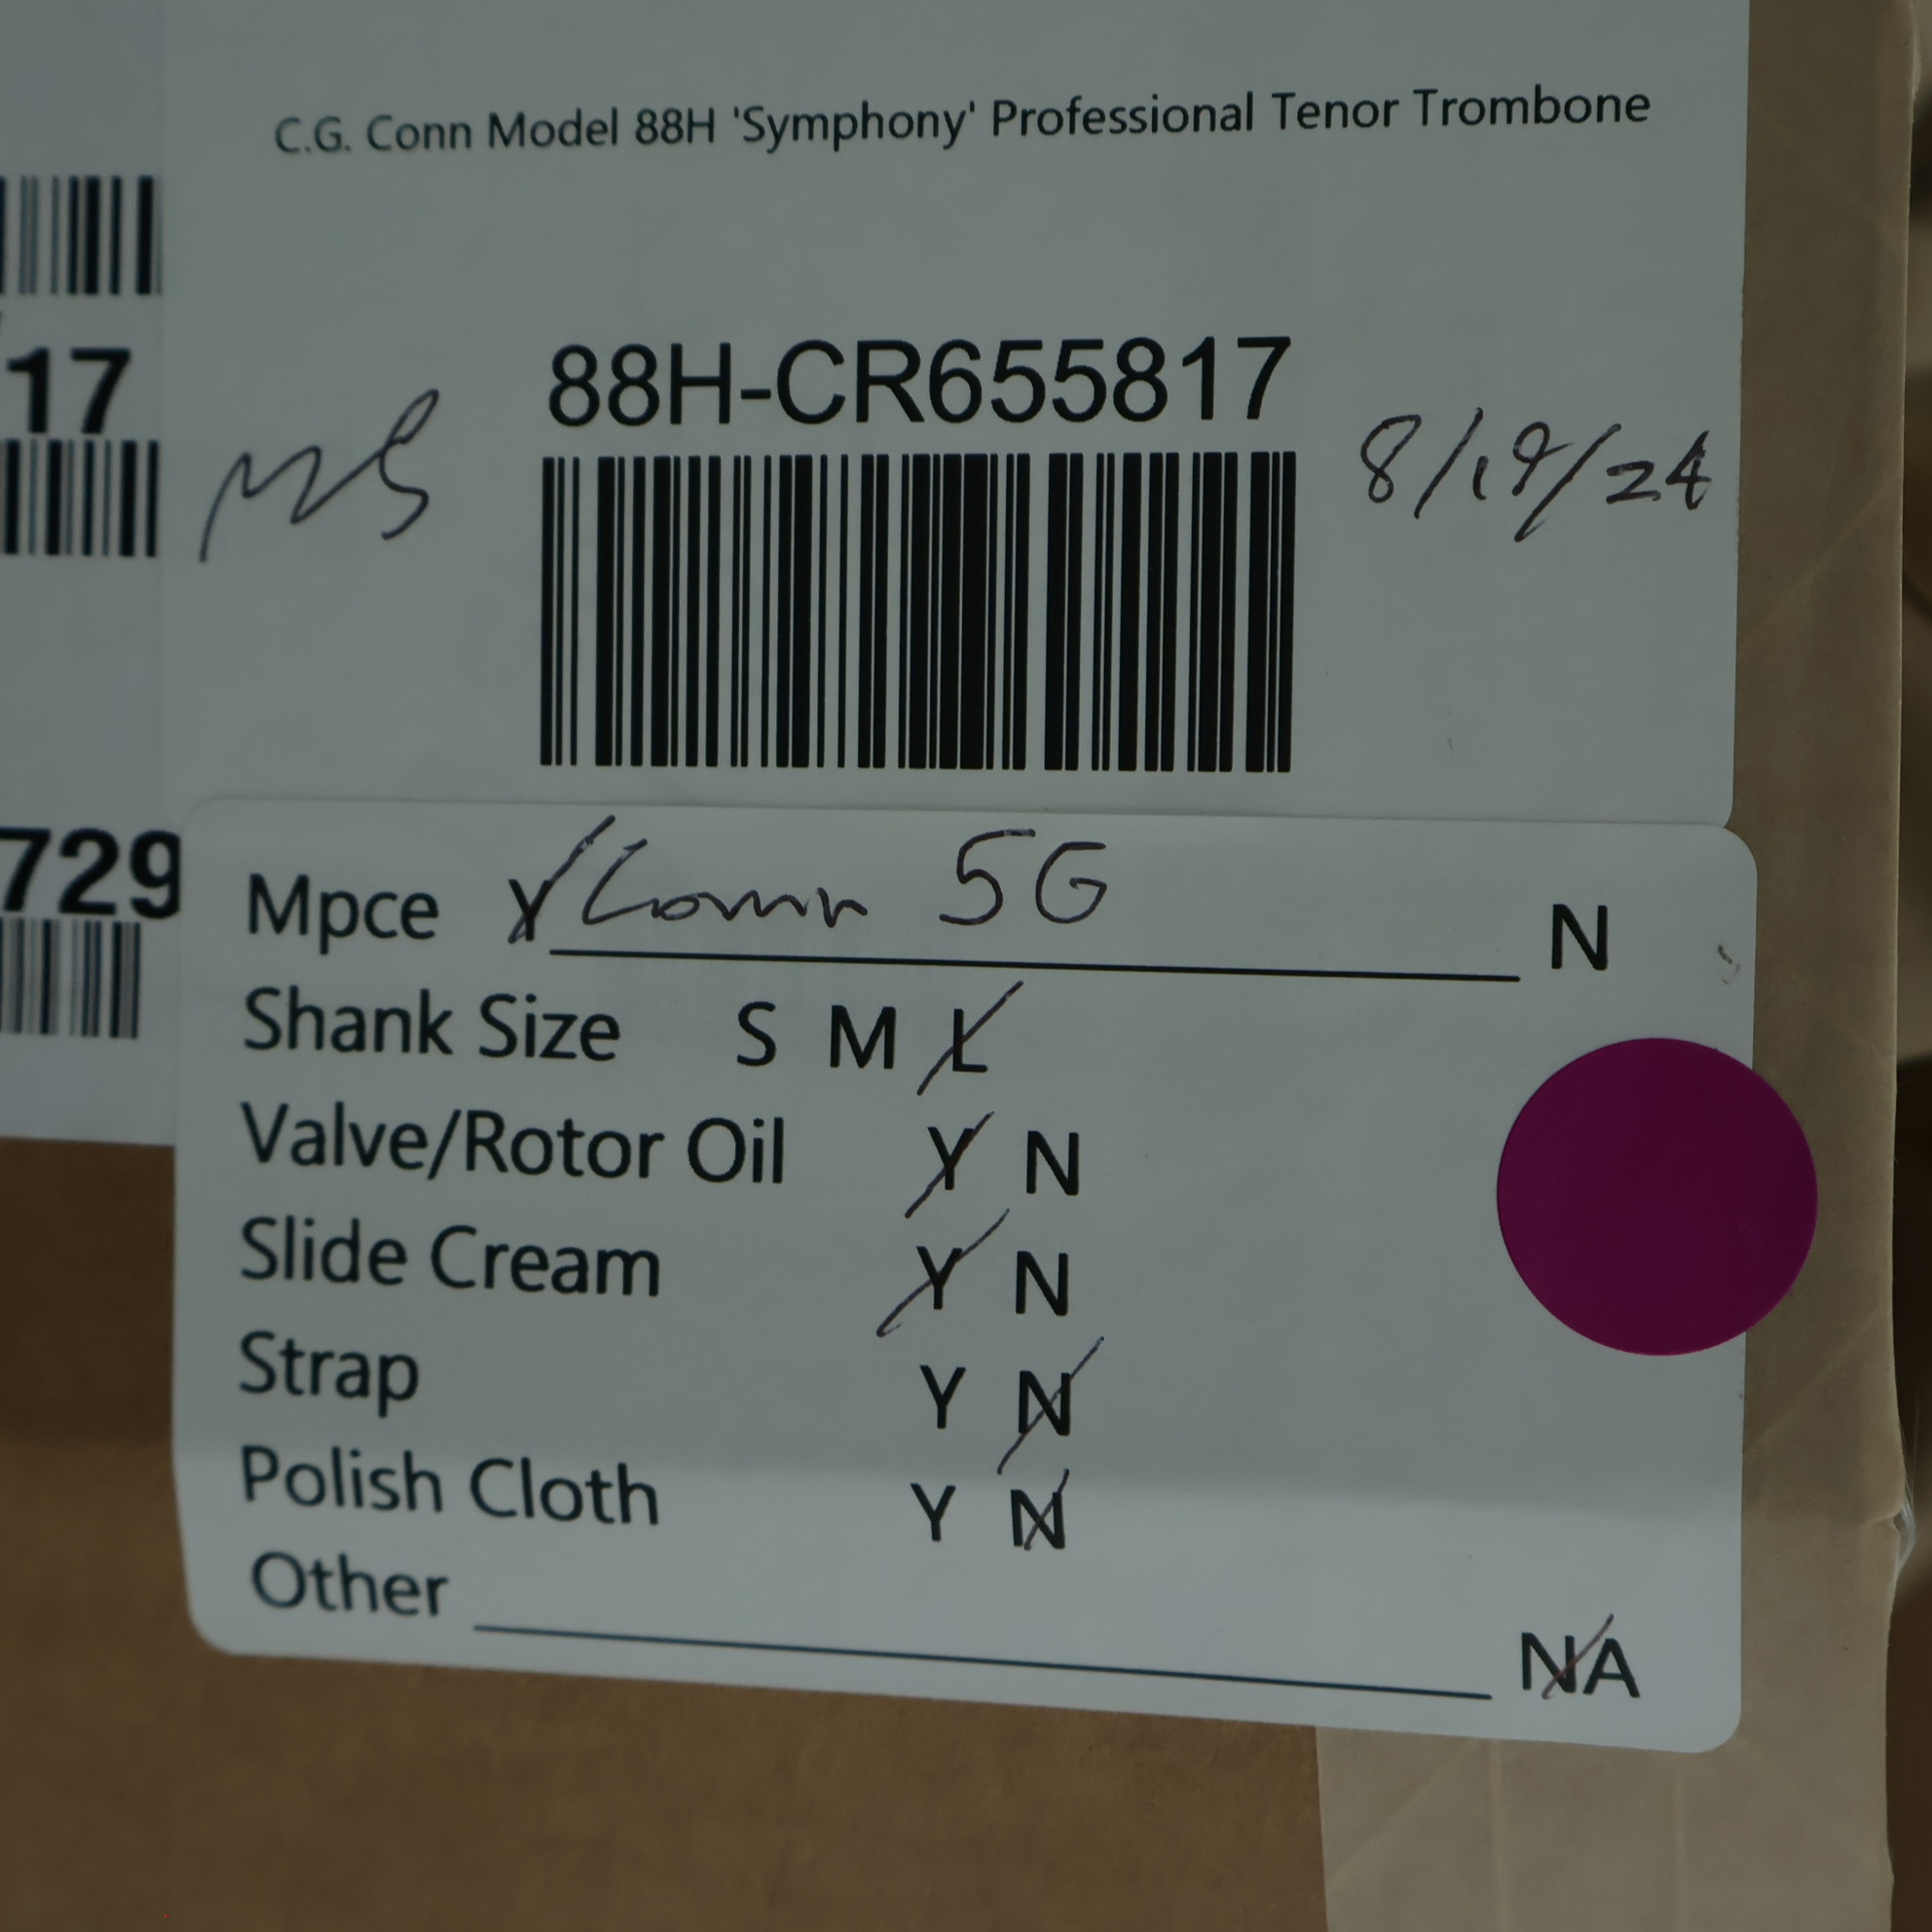 C.G. Conn Model 88H 'Symphony' Professional Tenor Trombone
17
88H-CR655817
MS
8/19/24
729
Mpce Y Conn 5G N
Shank Size S M L
Valve/Rotor Oil Y N
Slide Cream Y N
Strap Y N
Polish Cloth Y N
Other NA